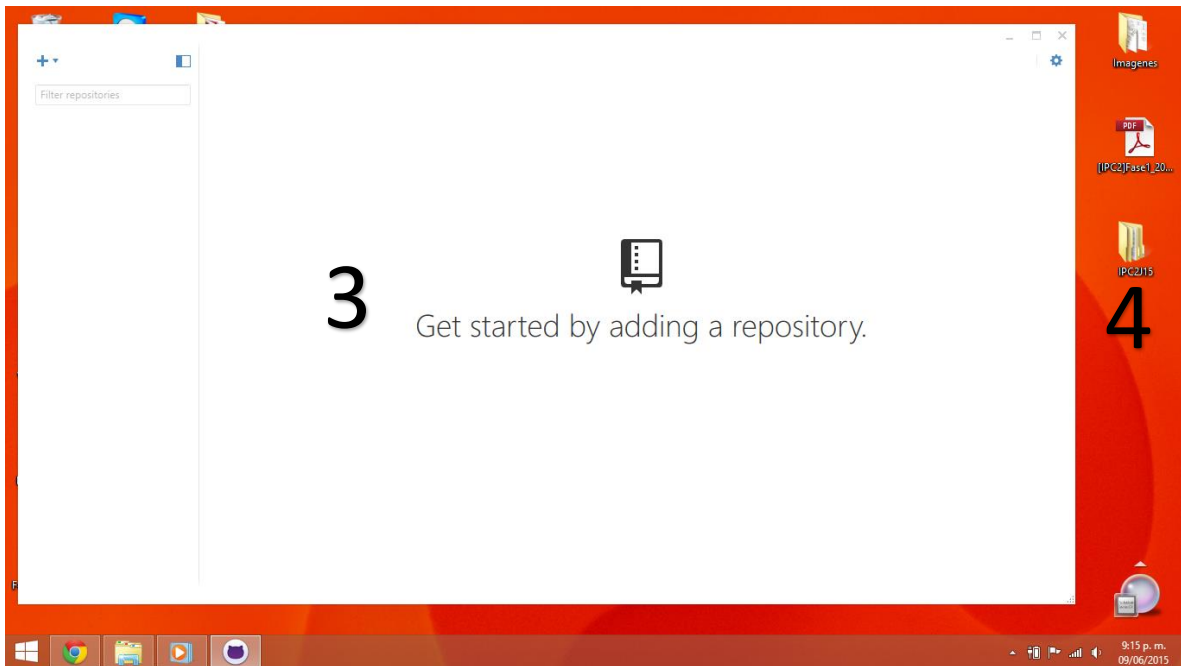 Imagenes
Filter repositories
PDF
[IPC2]Fase1_20...
IPC2J15
3
4
Get started by adding a repository.
9:15 p. m.
09/06/2015